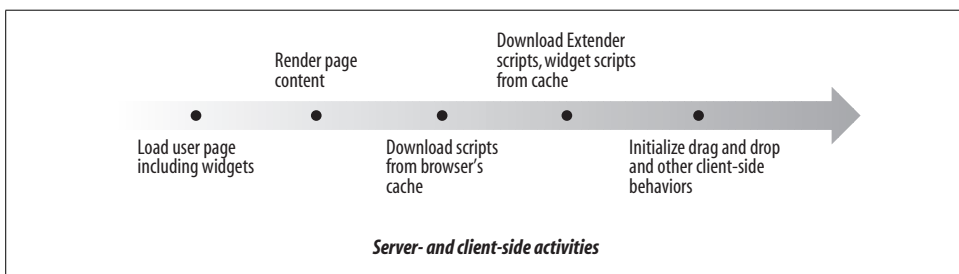 Download Extender
scripts, widget scripts
from cache
Render page
content
Load user page
including widgets
Download scripts
from browser's
cache
Initialize drag and drop
and other client-side
behaviors
Server- and client-side activities